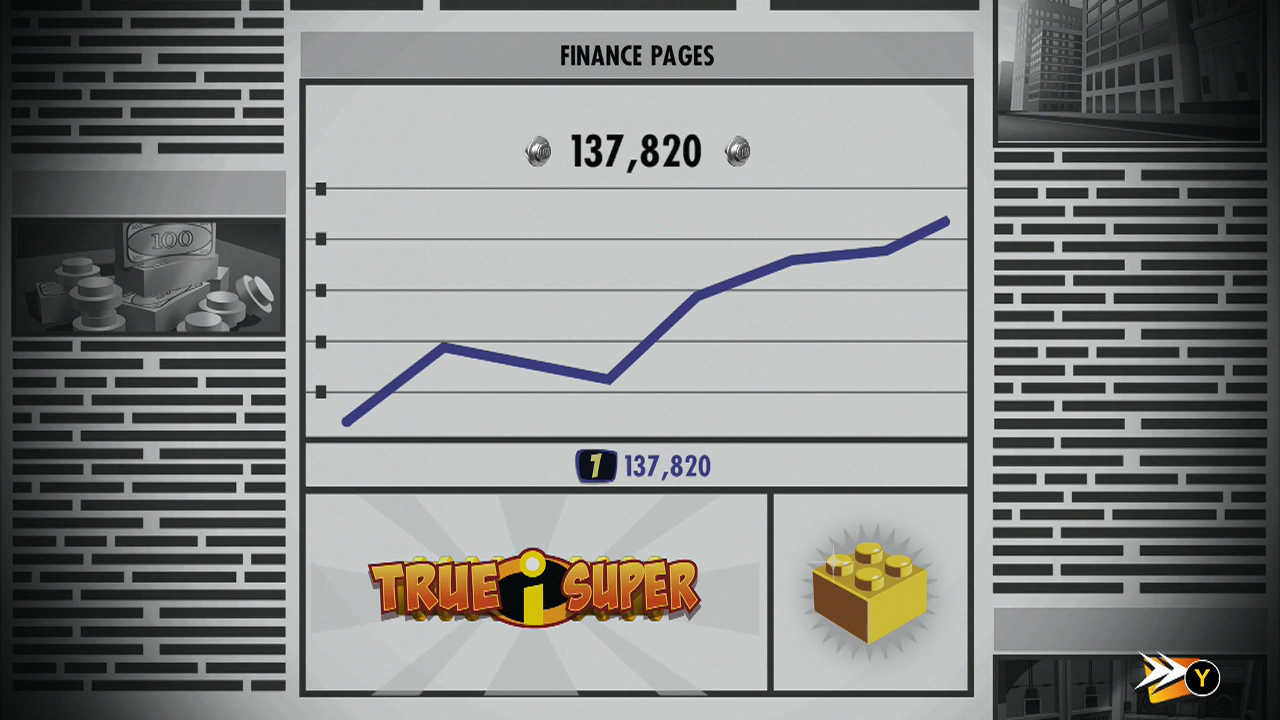 FINANCE PAGES
137,820
100
1 137,820
TRUE i SUPER
Y